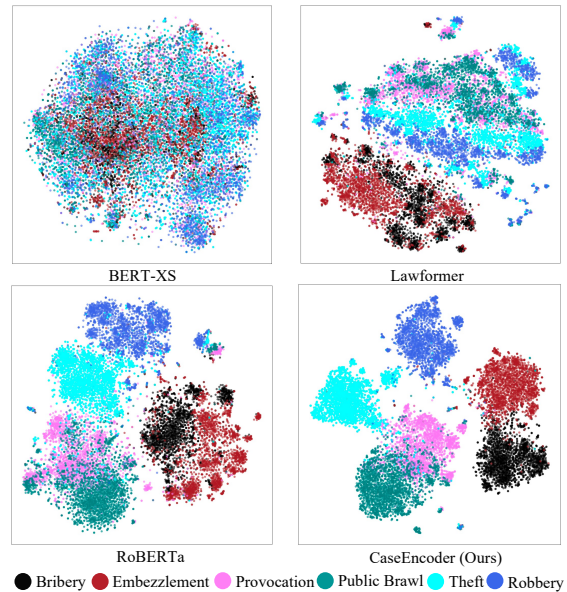 BERT-XS
Lawformer
RoBERTa
CaseEncoder (Ours)
Bribery Embezzlement Provocation Public Brawl Theft Robbery